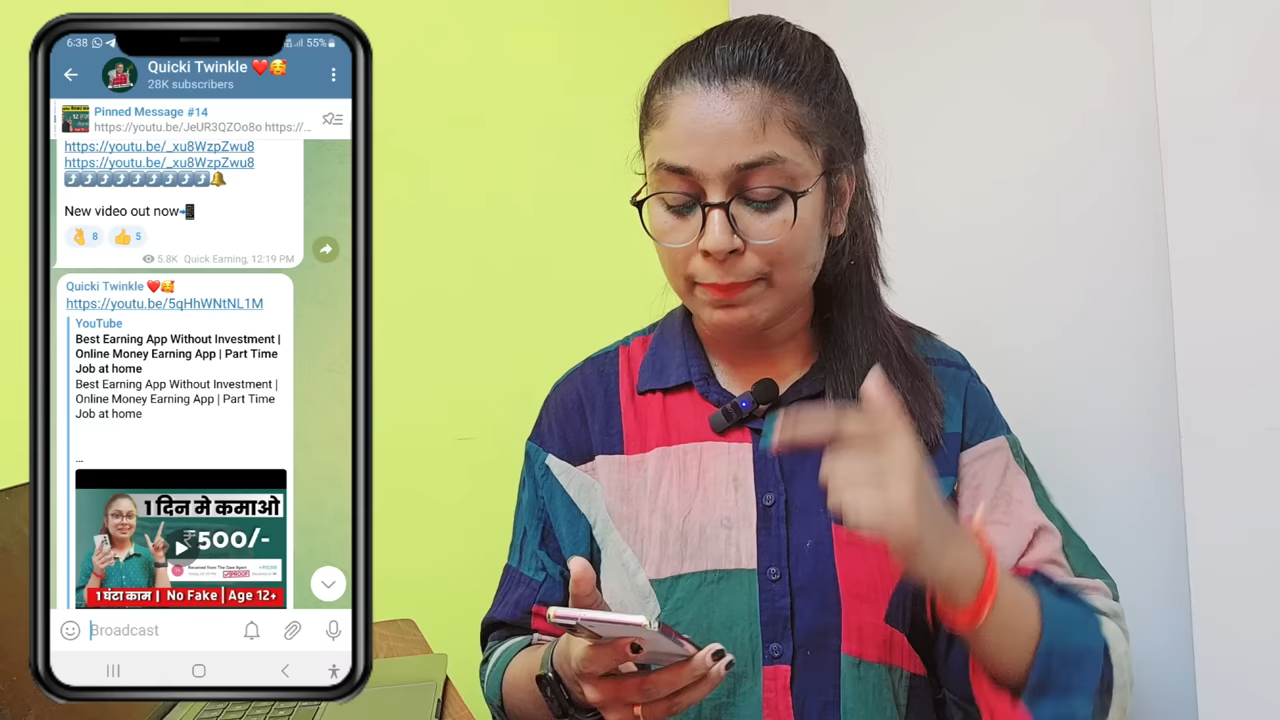 6:38 55%
Quicki Twinkle ❤️🥰
28K subscribers
Pinned Message #14
https://youtu.be/JeUR3QZOo8o https://...
https://youtu.be/_xu8WzpZwu8
https://youtu.be/_xu8WzpZwu8
New video out now📲
👌 8 👍 5
5.8K Quick Earning, 12:19 PM
Quicki Twinkle ❤️🥰
https://youtu.be/5qHhWNtNL1M
YouTube
Best Earning App Without Investment |
Online Money Earning App | Part Time
Job at home
Best Earning App Without Investment |
Online Money Earning App | Part Time
Job at home
...
1 दिन मे कमाओ
₹500/-
1 घंटा काम | No Fake | Age 12+
Broadcast